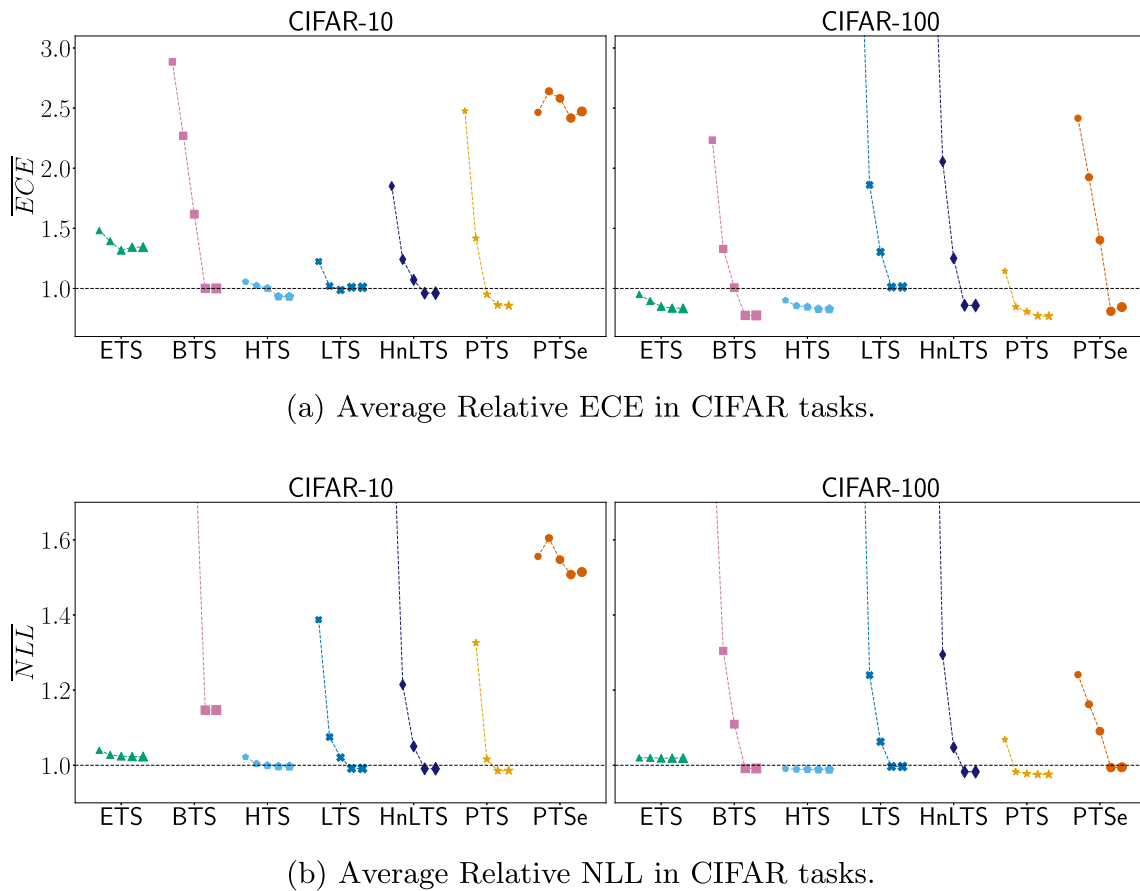 CIFAR-10 CIFAR-100
3.0
2.5
2.0
1.5
1.0
ECE
ETS BTS HTS LTS HnLTS PTS PTSe ETS BTS HTS LTS HnLTS PTS PTSe
(a) Average Relative ECE in CIFAR tasks.
CIFAR-10 CIFAR-100
1.6
1.4
1.2
1.0
NLL
ETS BTS HTS LTS HnLTS PTS PTSe ETS BTS HTS LTS HnLTS PTS PTSe
(b) Average Relative NLL in CIFAR tasks.